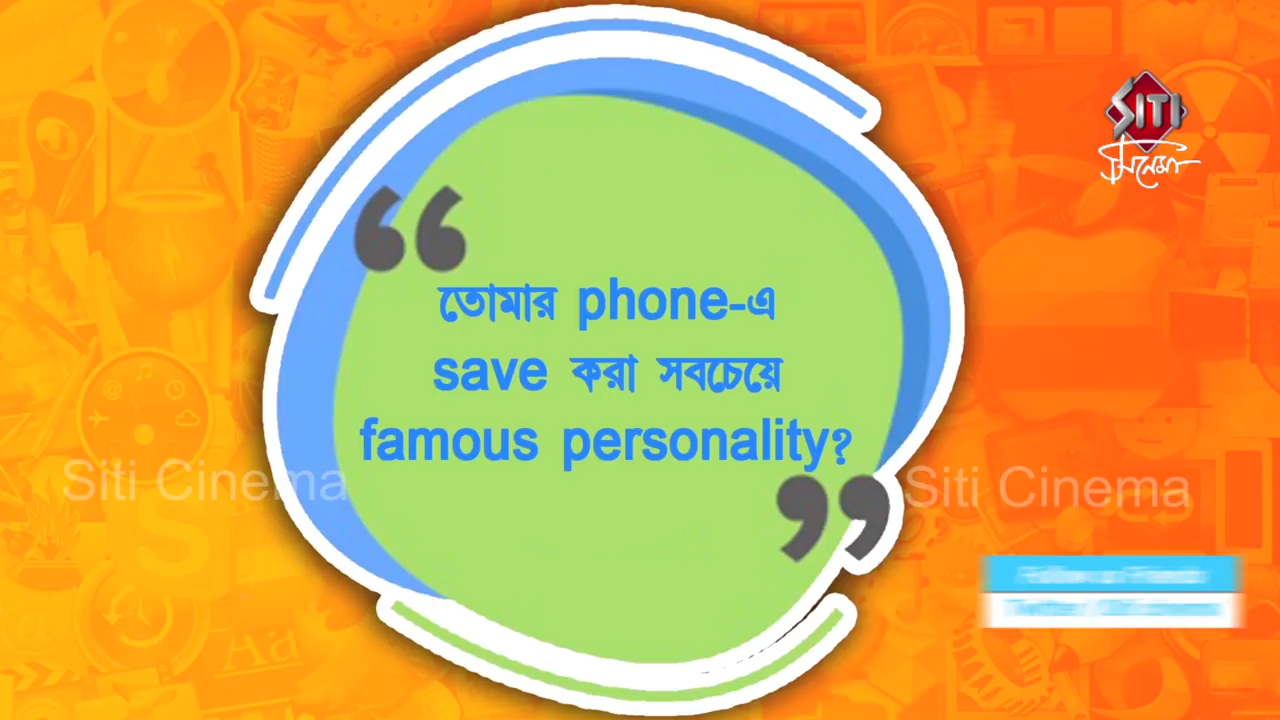 SITI
সিনেমা
তোমার phone-এ
save করা সবচেয়ে
famous personality?
Siti Cinema
Siti Cinema